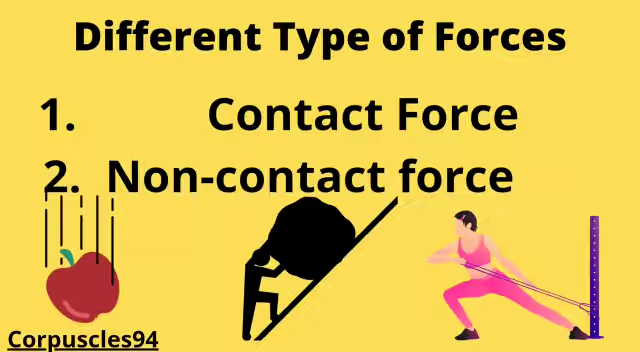 Different Type of Forces
1. Contact Force
2. Non-contact force
Corpuscles94